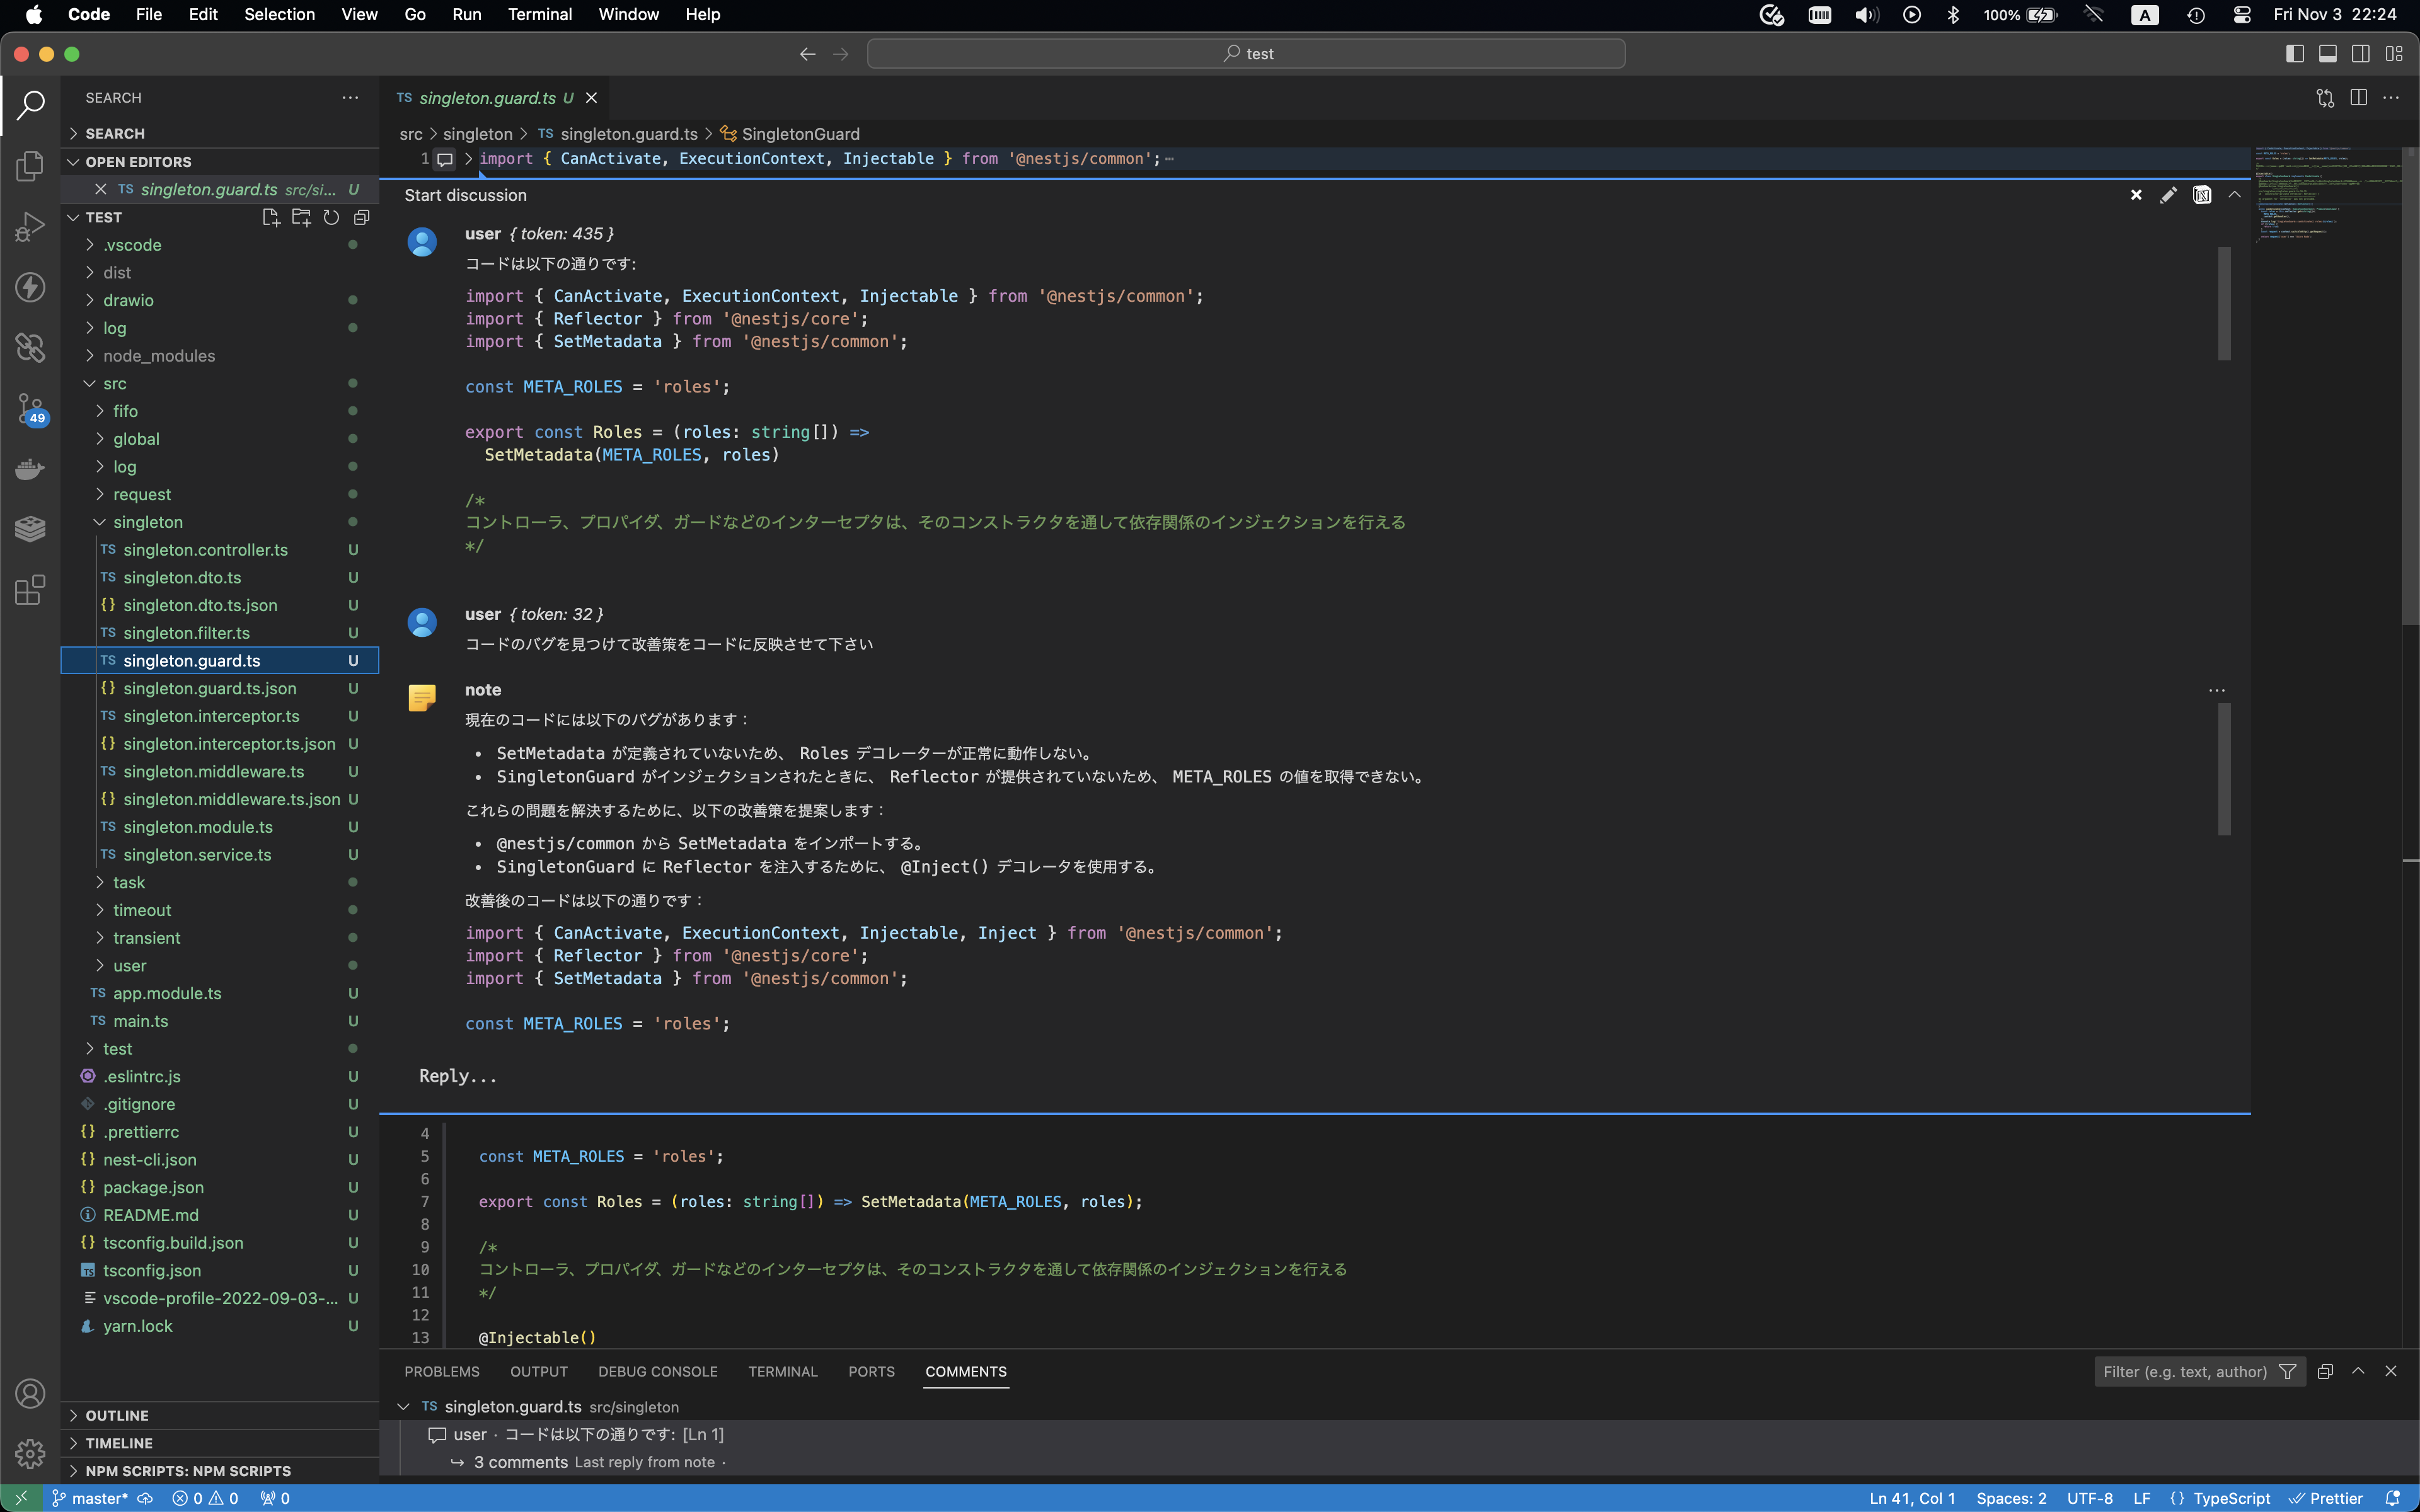 Code File Edit Selection View Go Run Terminal Window Help
100% A Fri Nov 3 22:24
test
SEARCH
SEARCH
OPEN EDITORS
TS singleton.guard.ts src/si... U
TEST
.vscode
dist
drawio
log
node_modules
src
fifo
global
log
request
singleton
TS singleton.controller.ts U
TS singleton.dto.ts U
{} singleton.dto.ts.json U
TS singleton.filter.ts U
TS singleton.guard.ts U
{} singleton.guard.ts.json U
TS singleton.interceptor.ts U
{} singleton.interceptor.ts.json U
TS singleton.middleware.ts U
{} singleton.middleware.ts.json U
TS singleton.module.ts U
TS singleton.service.ts U
task
timeout
transient
user
TS app.module.ts U
TS main.ts U
test
.eslintrc.js U
.gitignore U
{} .prettierrc U
{} nest-cli.json U
{} package.json U
README.md U
{} tsconfig.build.json U
TS tsconfig.json U
vscode-profile-2022-09-03-... U
yarn.lock U
OUTLINE
TIMELINE
NPM SCRIPTS: NPM SCRIPTS
49
TS singleton.guard.ts U
src > singleton > TS singleton.guard.ts > SingletonGuard
1 import { CanActivate, ExecutionContext, Injectable } from '@nestjs/common';
Start discussion
user { token: 435 }
コードは以下の通りです:
import { CanActivate, ExecutionContext, Injectable } from '@nestjs/common';
import { Reflector } from '@nestjs/core';
import { SetMetadata } from '@nestjs/common';
const META_ROLES = 'roles';
export const Roles = (roles: string[]) =>
SetMetadata(META_ROLES, roles)
/*
コントローラ、プロパイダ、ガードなどのインターセプタは、そのコンストラクタを通して依存関係のインジェクションを行える
*/
user { token: 32 }
コードのバグを見つけて改善策をコードに反映させて下さい
note
現在のコードには以下のバグがあります：
• SetMetadata が定義されていないため、 Roles デコレーターが正常に動作しない。
• SingletonGuard がインジェクションされたときに、 Reflector が提供されていないため、 META_ROLES の値を取得できない。
これらの問題を解決するために、以下の改善策を提案します：
• @nestjs/common から SetMetadata をインポートする。
• SingletonGuard に Reflector を注入するために、 @Inject() デコレータを使用する。
改善後のコードは以下の通りです：
import { CanActivate, ExecutionContext, Injectable, Inject } from '@nestjs/common';
import { Reflector } from '@nestjs/core';
import { SetMetadata } from '@nestjs/common';
const META_ROLES = 'roles';
Reply...
4
5 const META_ROLES = 'roles';
6
7 export const Roles = (roles: string[]) => SetMetadata(META_ROLES, roles);
8
9 /*
10 コントローラ、プロパイダ、ガードなどのインターセプタは、そのコンストラクタを通して依存関係のインジェクションを行える
11 */
12
13 @Injectable()
PROBLEMS OUTPUT DEBUG CONSOLE TERMINAL PORTS COMMENTS
Filter (e.g. text, author)
TS singleton.guard.ts src/singleton
user · コードは以下の通りです: [Ln 1]
3 comments Last reply from note ·
master* 0 0 0
Ln 41, Col 1 Spaces: 2 UTF-8 LF {} TypeScript Prettier